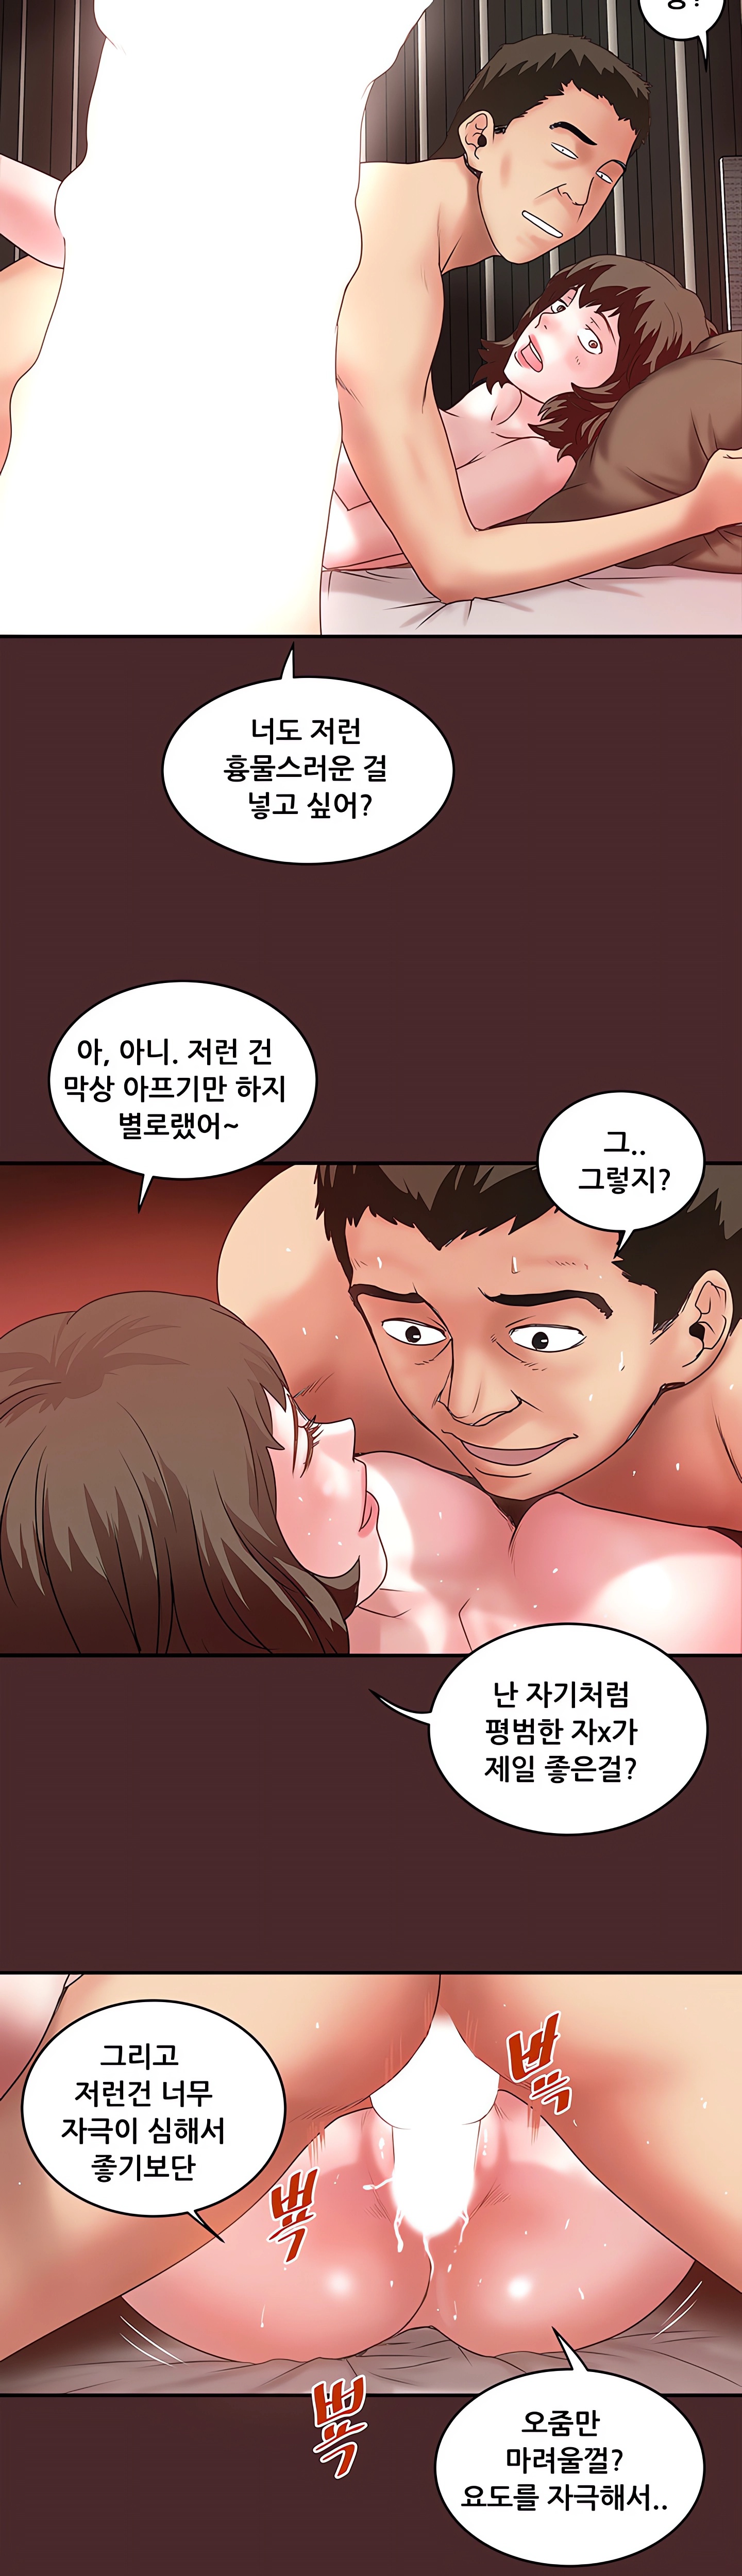 너도 저런
흉물스러운 걸
넣고 싶어?
아, 아니. 저런 건
막상 아프기만 하지
별로랬어~
그..
그렇지?
난 자기처럼
평범한 자x가
제일 좋은걸?
그리고
저런건 너무
자극이 심해서
좋기보단
뻑
뽁
뽁
오줌만
마려울껄?
요도를 자극해서..